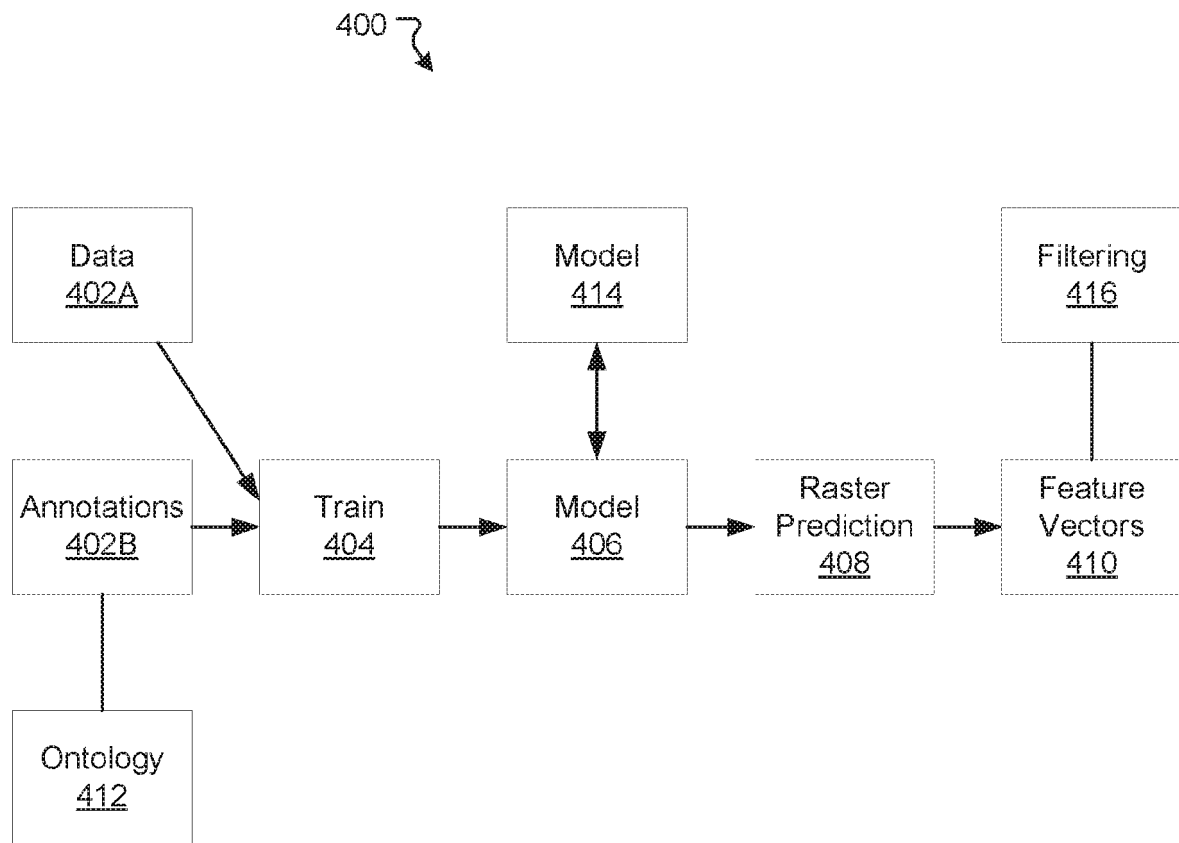 400
Data
402A
Model
414
Filtering
416
Annotations
402B
Train
404
Model
406
Raster
Prediction
408
Feature
Vectors
410
Ontology
412